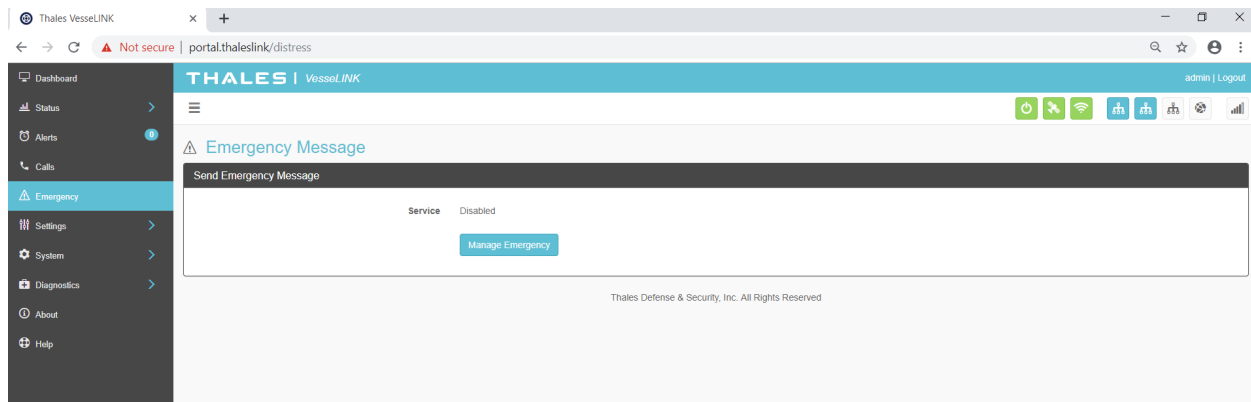 Thales VesseLINK
Not secure | portal.thaleslink/distress
Dashboard
Status
Alerts 0
Calls
Emergency
Settings
System
Diagnostics
About
Help
THALES | VesseLINK
admin | Logout
Emergency Message
Send Emergency Message
Service Disabled
Manage Emergency
Thales Defense & Security, Inc. All Rights Reserved